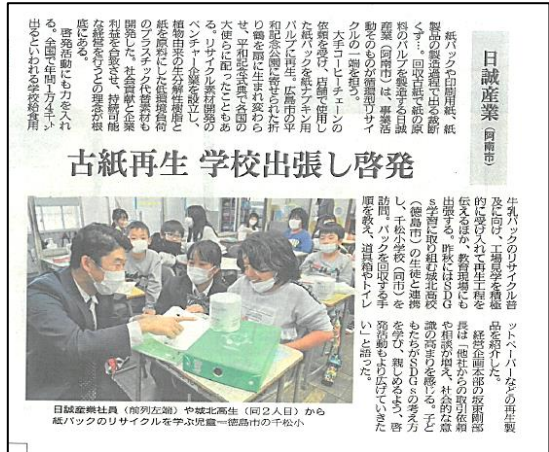 日誠産業（阿南市）
紙パックや印刷用紙、紙
製品の製造過程で出る裁断
くず…。回収古紙で紙の原
料のパルプを製造する日誠
産業（阿南市）は、事業活
動そのものが循環型リサイ
クルの一端を担う。
大手コーヒーチェーンの
依頼を受け、店舗で使用し
た紙パックを紙ナプキン用
パルプに再生。広島市の平
和記念公園に寄せられた折
り鶴を扇に生まれ変わら
せ、平和記念式典で各国の
大使らに配ったこともあ
る。リサイクル素材開発の
ベンチャー企業を設立し、
植物由来の生分解性樹脂と
紙を原料にした低環境負荷
のプラスチック代替素材も
開発した。社会貢献と企業
利益を合致させ、持続可能
な経営を行うとの理念が根
底にある。
啓発活動にも力を入れ
る。全国で年間1万4千㌧
出るといわれる学校給食用
古紙再生 学校出張し啓発
牛乳パックのリサイクル普
及に向け、工場見学を積極
的に受け入れて再生工程を
伝えるほか、教育現場にも
出張する。昨秋にはSDG
s学習に取り組む城北高校
（徳島市）の生徒と連携
し、千松小学校（同市）を
訪問。パックを回収する手
順を教え、道具箱やトイレ
ットペーパーなどの再生製
品を紹介した。
経営企画本部の坂東剛部
長は「他社からの取引依頼
や相談が増え、社会的な意
識の高まりを感じる。子ど
もたちがSDGsの考え方
を学び、親しめるよう、啓
発活動もより広げていきた
い」と語った。
日誠産業社員（前列左端）や城北高生（同2人目）から
紙パックのリサイクルを学ぶ児童＝徳島市の千松小